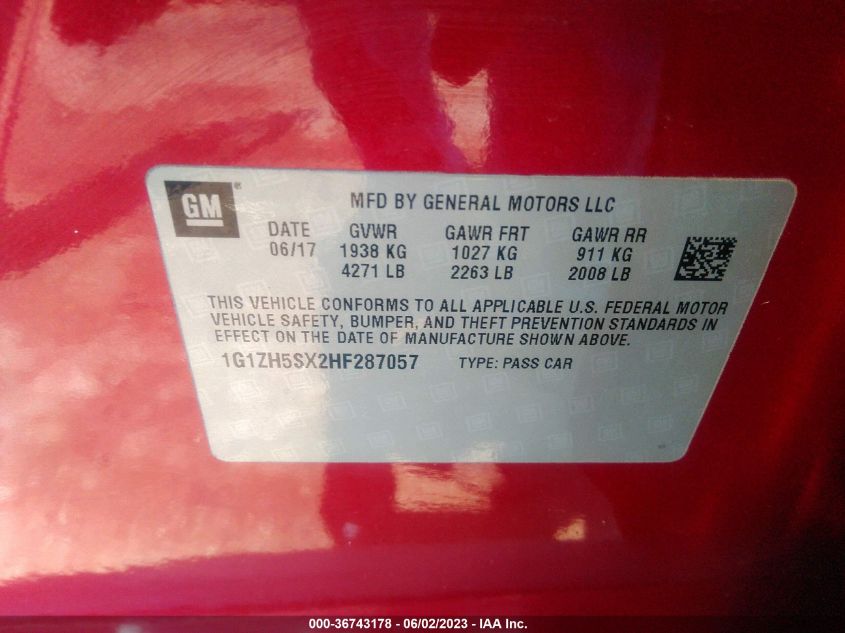 GM®
MFD BY GENERAL MOTORS LLC
DATE GVWR GAWR FRT GAWR RR
06/17 1938 KG 1027 KG 911 KG
4271 LB 2263 LB 2008 LB
THIS VEHICLE CONFORMS TO ALL APPLICABLE U.S. FEDERAL MOTOR
VEHICLE SAFETY, BUMPER, AND THEFT PREVENTION STANDARDS IN
EFFECT ON THE DATE OF MANUFACTURE SHOWN ABOVE.
1G1ZH5SX2HF287057 TYPE: PASS CAR
000-36743178 - 06/02/2023 - IAA Inc.